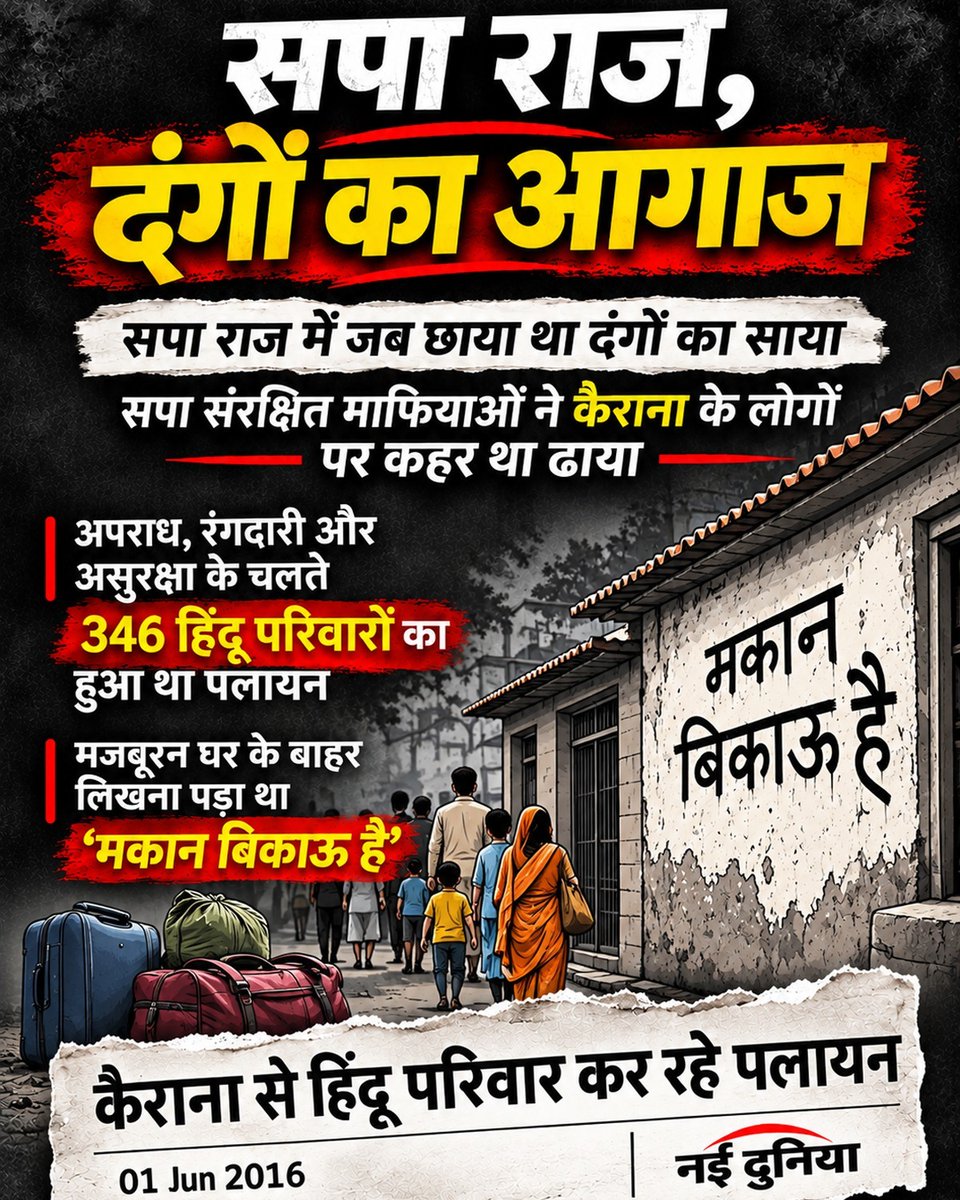 सपा राज,
दंगों का आगाज
सपा राज में जब छाया था दंगों का साया
सपा संरक्षित माफियाओं ने कैराना के लोगों
पर कहर था ढाया
अपराध, रंगदारी और
असुरक्षा के चलते
346 हिंदू परिवारों का
हुआ था पलायन
मजबूरन घर के बाहर
लिखना पड़ा था
‘मकान बिकाऊ है’
मकान
बिकाऊ है
कैराना से हिंदू परिवार कर रहे पलायन
01 Jun 2016
नई दुनिया